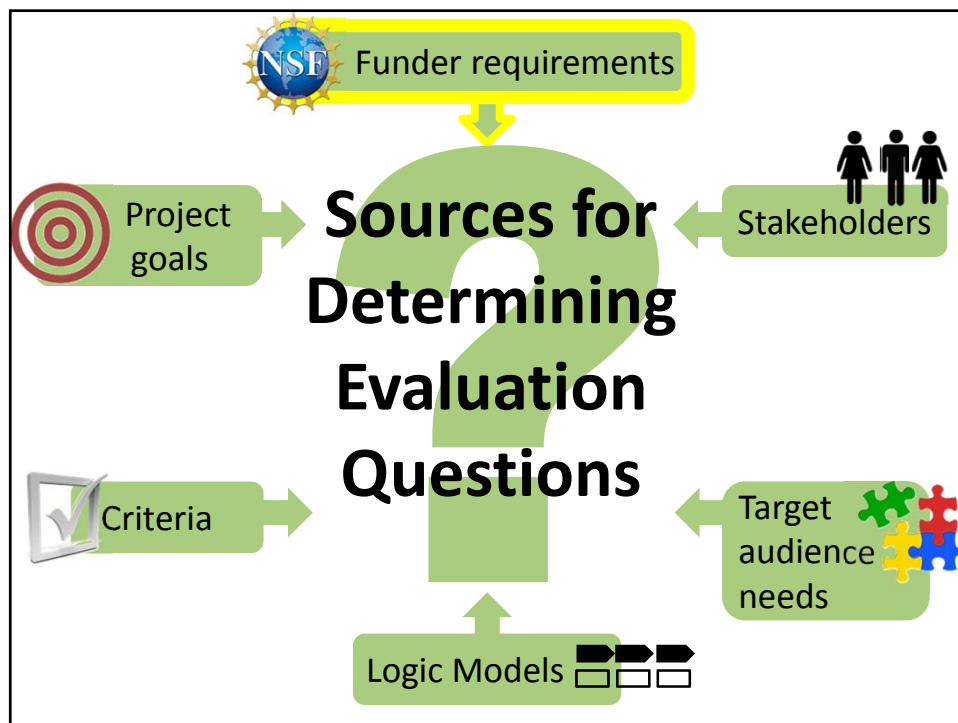 NSF
Funder requirements
Project
goals
Stakeholders
Sources for
Determining
Evaluation
Questions
Criteria
Target
audience
needs
Logic Models